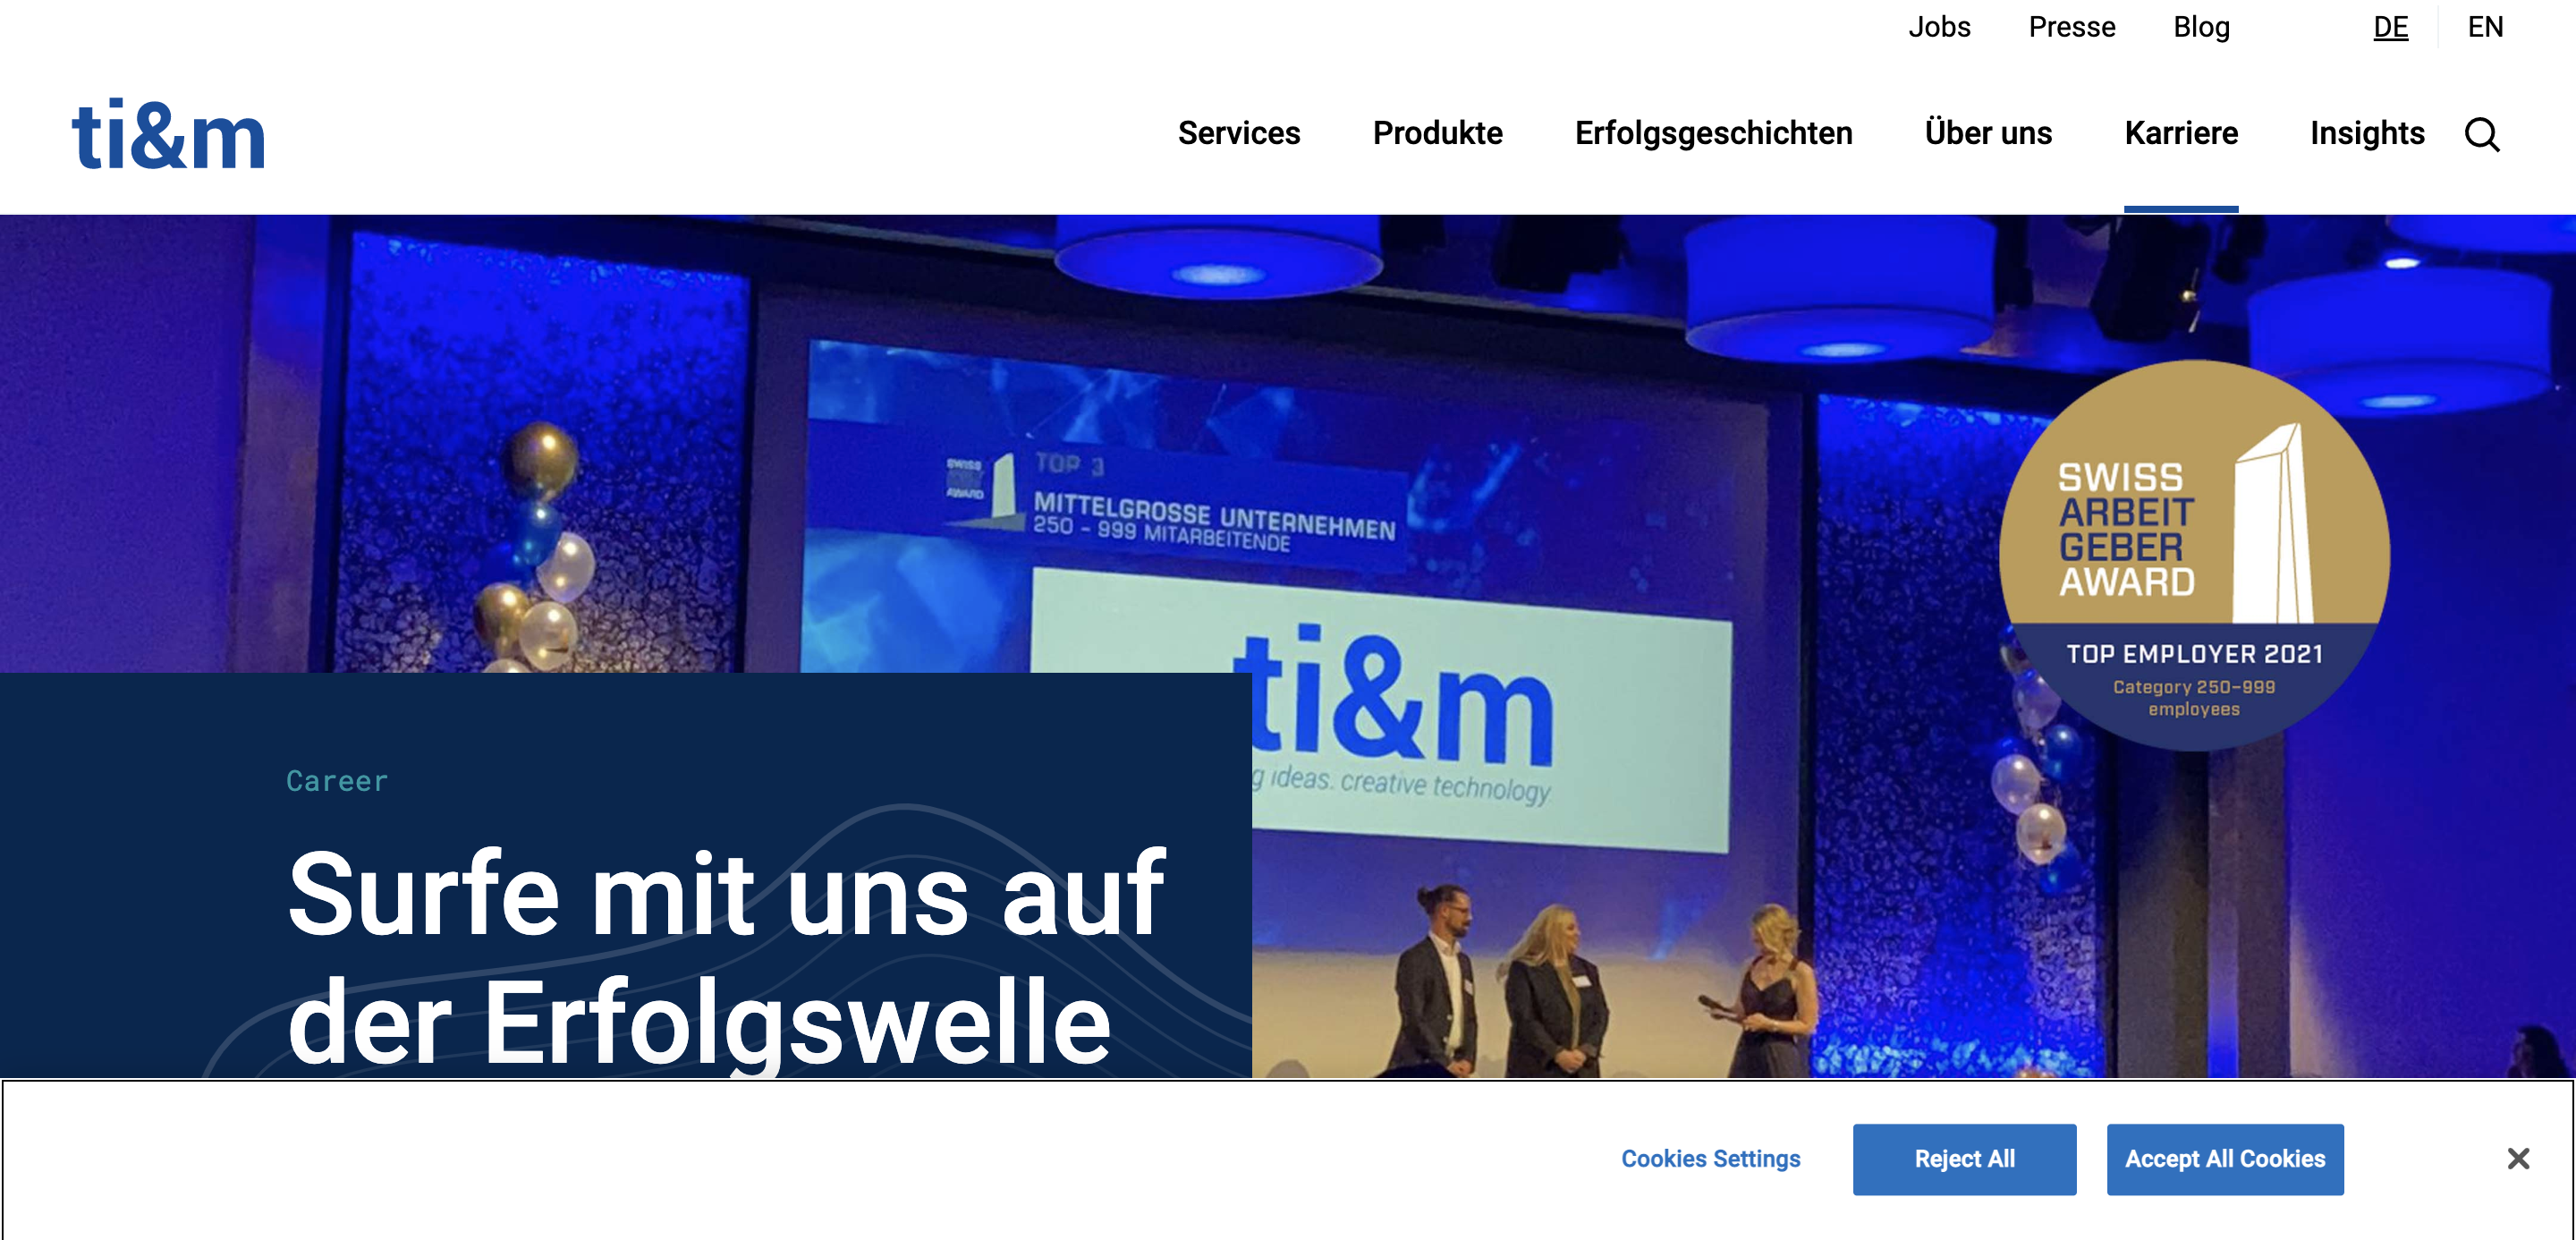 Jobs Presse Blog DE EN
ti&m
Services Produkte Erfolgsgeschichten Über uns Karriere Insights
SWISS
AWARD
TOP 3
MITTELGROSSE UNTERNEHMEN
250 - 999 MITARBEITENDE
ti&m
g ideas. creative technology
SWISS
ARBEIT
GEBER
AWARD
TOP EMPLOYER 2021
Category 250-999
employees
Career
Surfe mit uns auf
der Erfolgswelle
Cookies Settings Reject All Accept All Cookies